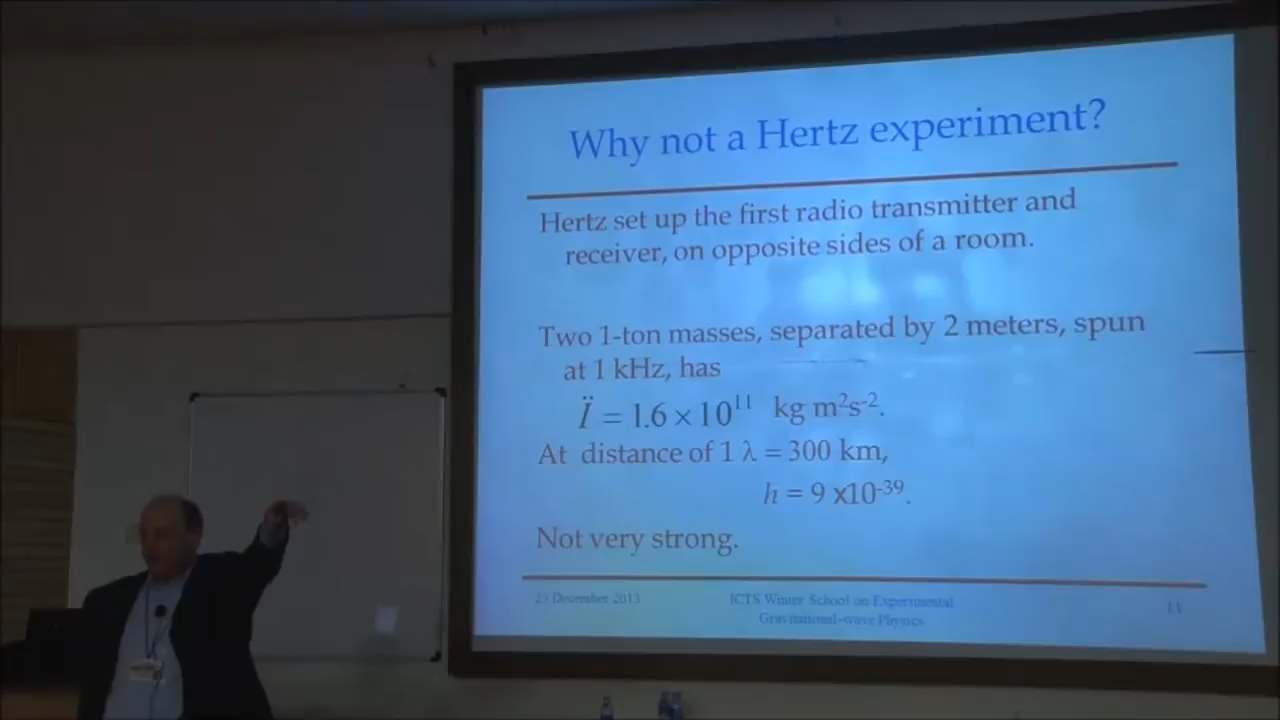 Why not a Hertz experiment?
Hertz set up the first radio transmitter and
receiver, on opposite sides of a room.
Two 1-ton masses, separated by 2 meters, spun
at 1 kHz, has
Ï = 1.6 × 10¹¹ kg m²s⁻².
At distance of 1 λ = 300 km,
h = 9 x10⁻³⁹.
Not very strong.
23 December 2013
ICTS Winter School on Experimental
Gravitational-wave Physics
11